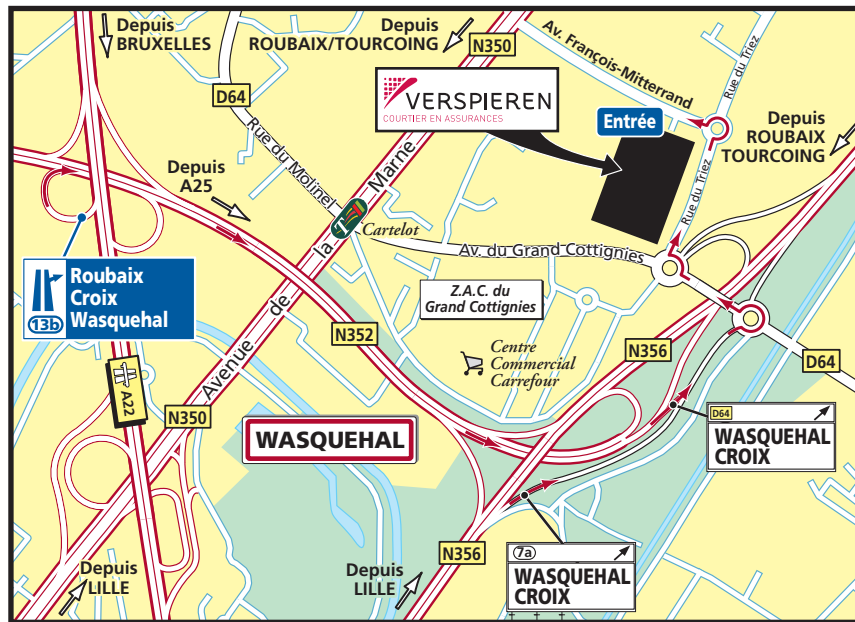 Depuis
BRUXELLES
Depuis
ROUBAIX/TOURCOING
N350
Av. François-Mitterrand
Rue du Triez
D64
VERSPIEREN
COURTIER EN ASSURANCES
Entrée
Depuis
ROUBAIX
TOURCOING
Rue du Molinel
Depuis
A25
Avenue de la Marne
Cartelot
Rue du Triez
Av. du Grand Cottignies
Roubaix
Croix
Wasquehal
13b
Z.A.C. du
Grand Cottignies
N352
N356
Centre
Commercial
Carrefour
D64
A22
N350
WASQUEHAL
D64
WASQUEHAL
CROIX
N356
7a
WASQUEHAL
CROIX
Depuis
LILLE
Depuis
LILLE